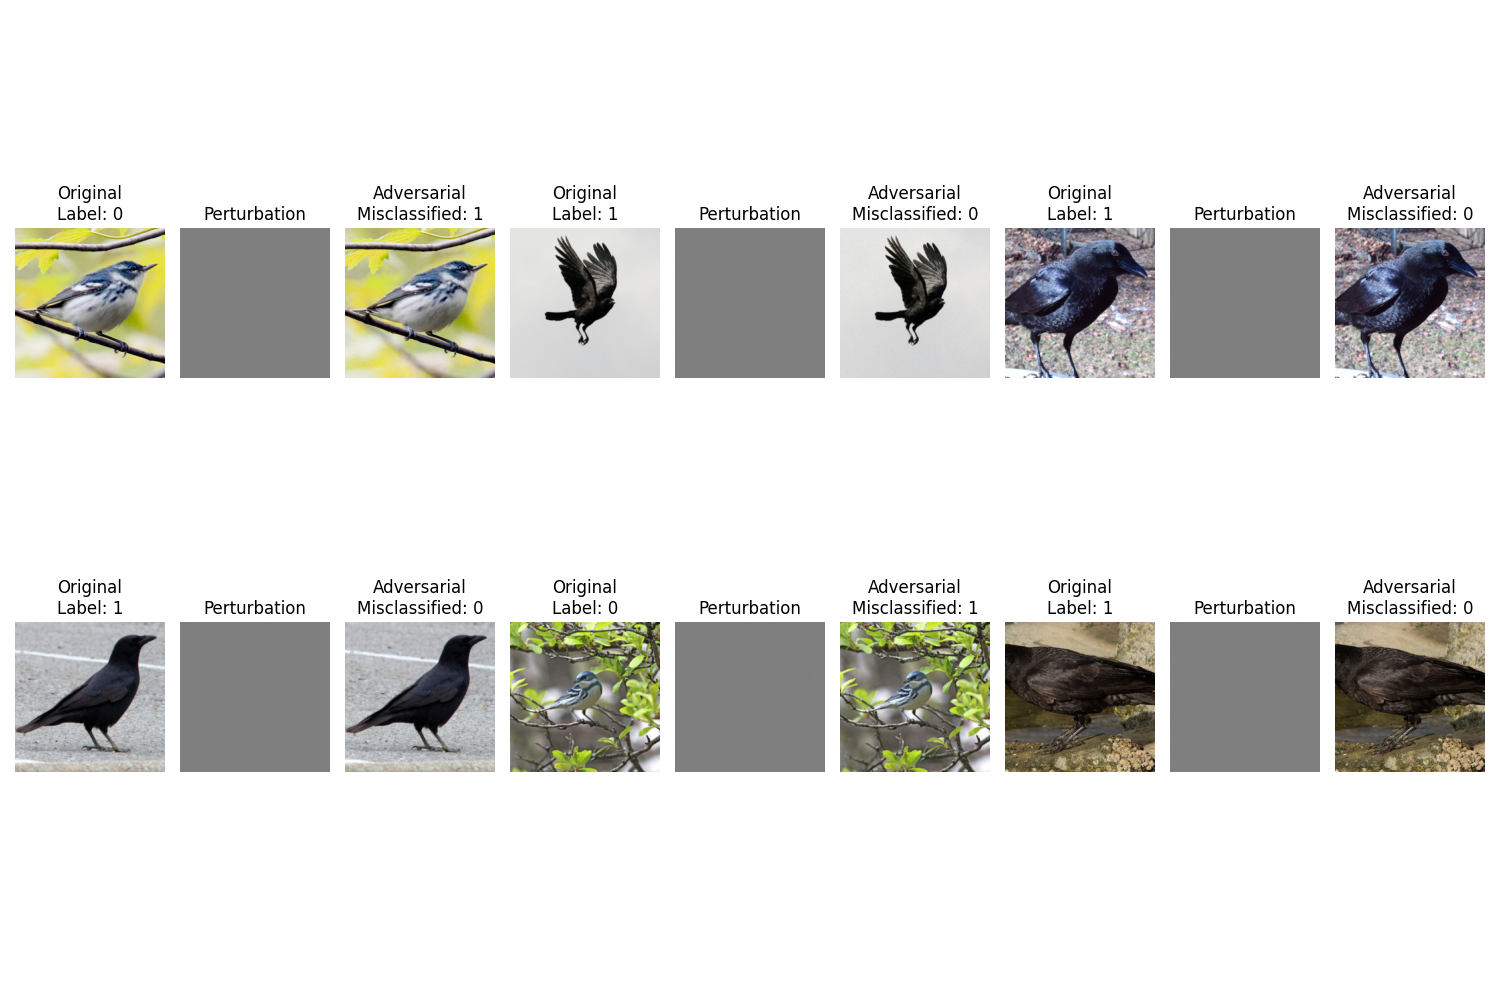 Original
Label: 0
Perturbation
Adversarial
Misclassified: 1
Original
Label: 1
Perturbation
Adversarial
Misclassified: 0
Original
Label: 1
Perturbation
Adversarial
Misclassified: 0
Original
Label: 1
Perturbation
Adversarial
Misclassified: 0
Original
Label: 0
Perturbation
Adversarial
Misclassified: 1
Original
Label: 1
Perturbation
Adversarial
Misclassified: 0